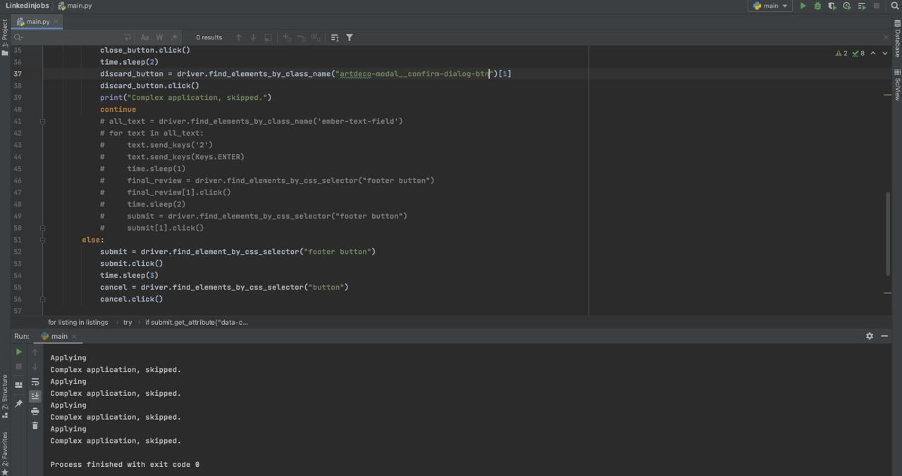 Linkedinjobs main.py
main
Project
main.py
Aa W
0 results
35 close_button.click()
2 8
36 time.sleep(2)
37 discard_button = driver.find_elements_by_class_name("artdeco-modal__confirm-dialog-btn")[1]
38 discard_button.click()
39 print("Complex application, skipped.")
40 continue
41 # all_text = driver.find_elements_by_class_name('ember-text-field')
42 # for text in all_text:
43 # text.send_keys('2')
44 # text.send_keys(Keys.ENTER)
45 # time.sleep(1)
46 # final_review = driver.find_elements_by_css_selector("footer button")
47 # final_review[1].click()
48 # time.sleep(2)
49 # submit = driver.find_elements_by_css_selector("footer button")
50 # submit[1].click()
51 else:
52 submit = driver.find_element_by_css_selector("footer button")
53 submit.click()
54 time.sleep(3)
55 cancel = driver.find_elements_by_css_selector("button")
56 cancel.click()
57
for listing in listings try if submit.get_attribute("data-c...
Run: main
Applying
Complex application, skipped.
Applying
Complex application, skipped.
Applying
Complex application, skipped.
Applying
Complex application, skipped.
Process finished with exit code 0
Structure
Favorites
Database
SciView